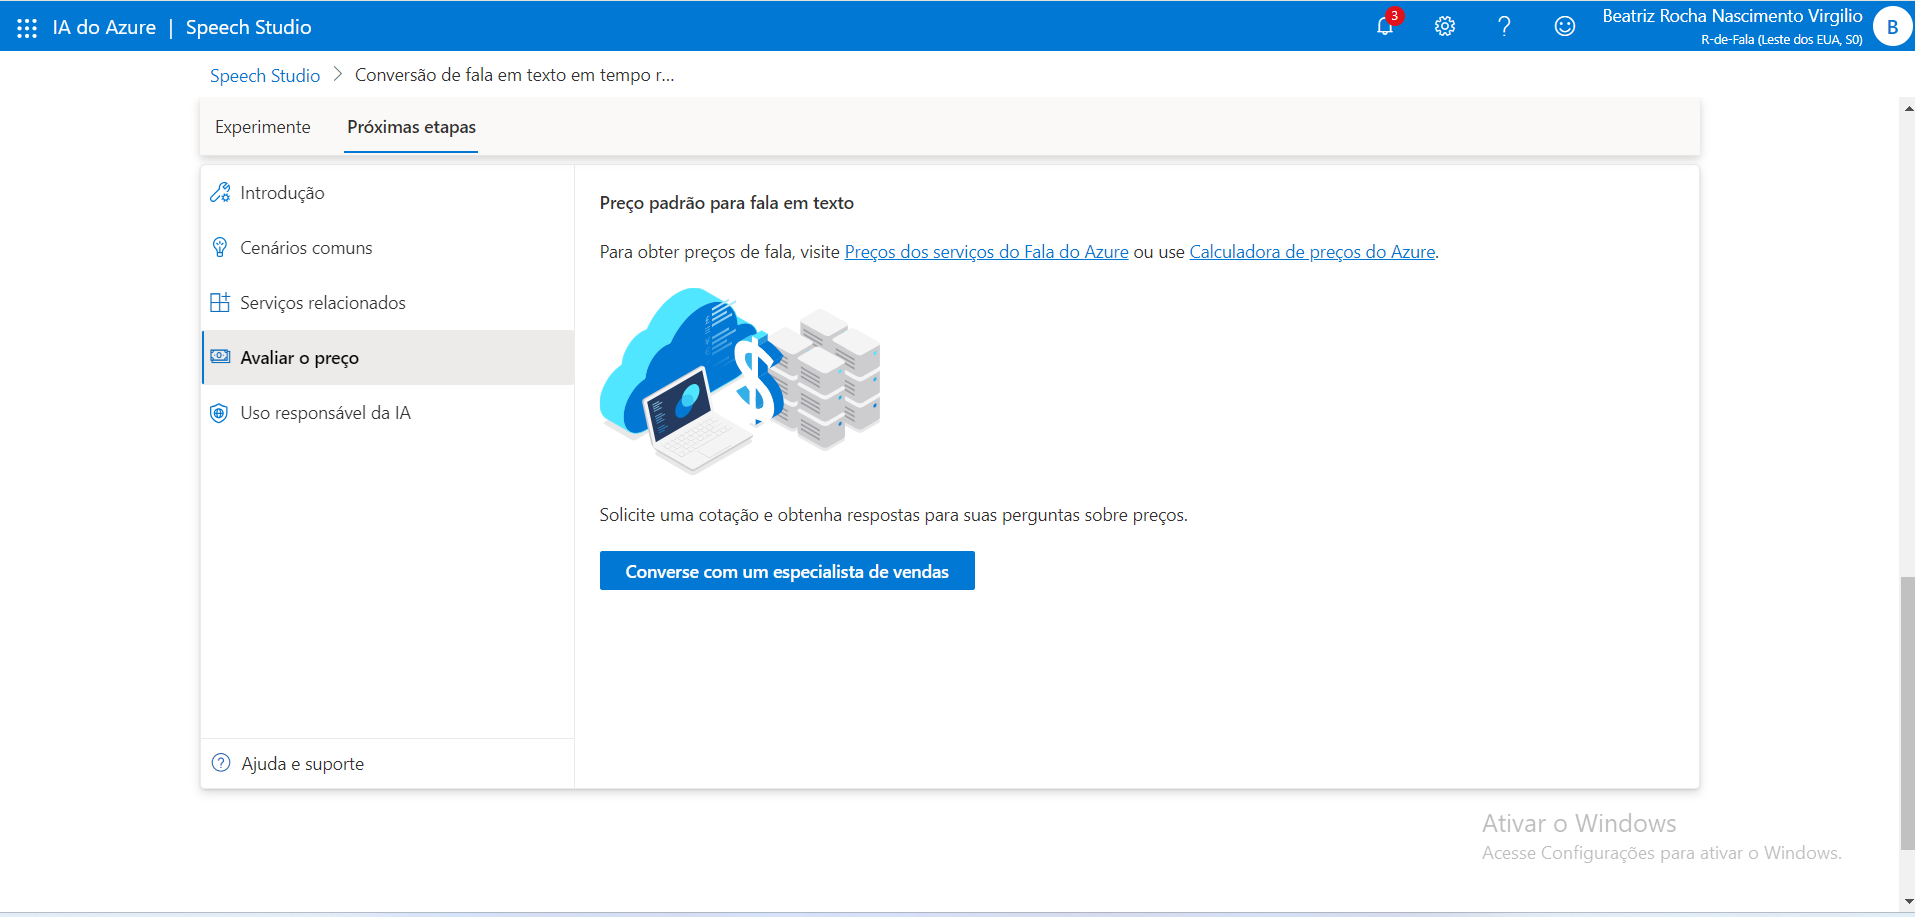 IA do Azure | Speech Studio
3
Beatriz Rocha Nascimento Virgilio
R-de-Fala (Leste dos EUA, S0)
B
Speech Studio > Conversão de fala em texto em tempo r...
Experimente Próximas etapas
Introdução
Cenários comuns
Serviços relacionados
Avaliar o preço
Uso responsável da IA
Ajuda e suporte
Preço padrão para fala em texto
Para obter preços de fala, visite Preços dos serviços do Fala do Azure ou use Calculadora de preços do Azure.
Solicite uma cotação e obtenha respostas para suas perguntas sobre preços.
Converse com um especialista de vendas
Ativar o Windows
Acesse Configurações para ativar o Windows.